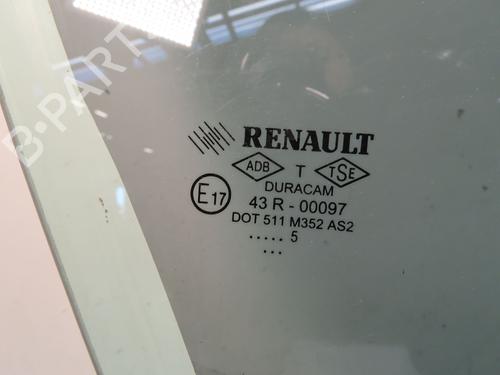 B-PARTS
RENAULT
ADB T TSE
DURACAM
E17 43 R - 00097
DOT 511 M352 AS2
..... 5
...